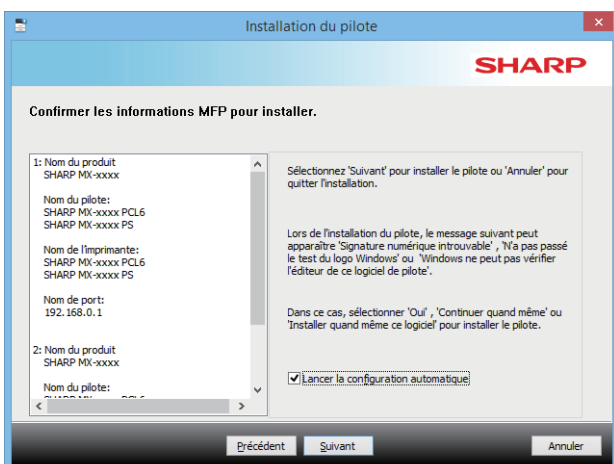 Installation du pilote
SHARP
Confirmer les informations MFP pour installer.
1: Nom du produit
SHARP MX-xxxx
Nom du pilote:
SHARP MX-xxxx PCL6
SHARP MX-xxxx PS
Nom de l'imprimante:
SHARP MX-xxxx PCL6
SHARP MX-xxxx PS
Nom de port:
192.168.0.1
2: Nom du produit
SHARP MX-xxxx
Nom du pilote:
Sélectionnez 'Suivant' pour installer le pilote ou 'Annuler' pour
quitter l'installation.
Lors de l'installation du pilote, le message suivant peut
apparaître 'Signature numérique introuvable' , 'N'a pas passé
le test du logo Windows' ou 'Windows ne peut pas vérifier
l'éditeur de ce logiciel de pilote'.
Dans ce cas, sélectionner 'Oui' , 'Continuer quand même' ou
'Installer quand même ce logiciel' pour installer le pilote.
Lancer la configuration automatique
Précédent
Suivant
Annuler